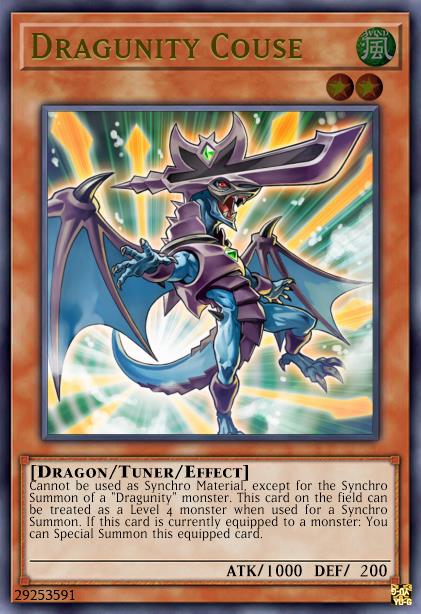 Dragunity Couse
WIND
風
[Dragon/Tuner/Effect]
Cannot be used as Synchro Material, except for the Synchro
Summon of a "Dragunity" monster. This card on the field can
be treated as a Level 4 monster when used for a Synchro
Summon. If this card is currently equipped to a monster: You
can Special Summon this equipped card.
ATK/1000 DEF/ 200
29253591